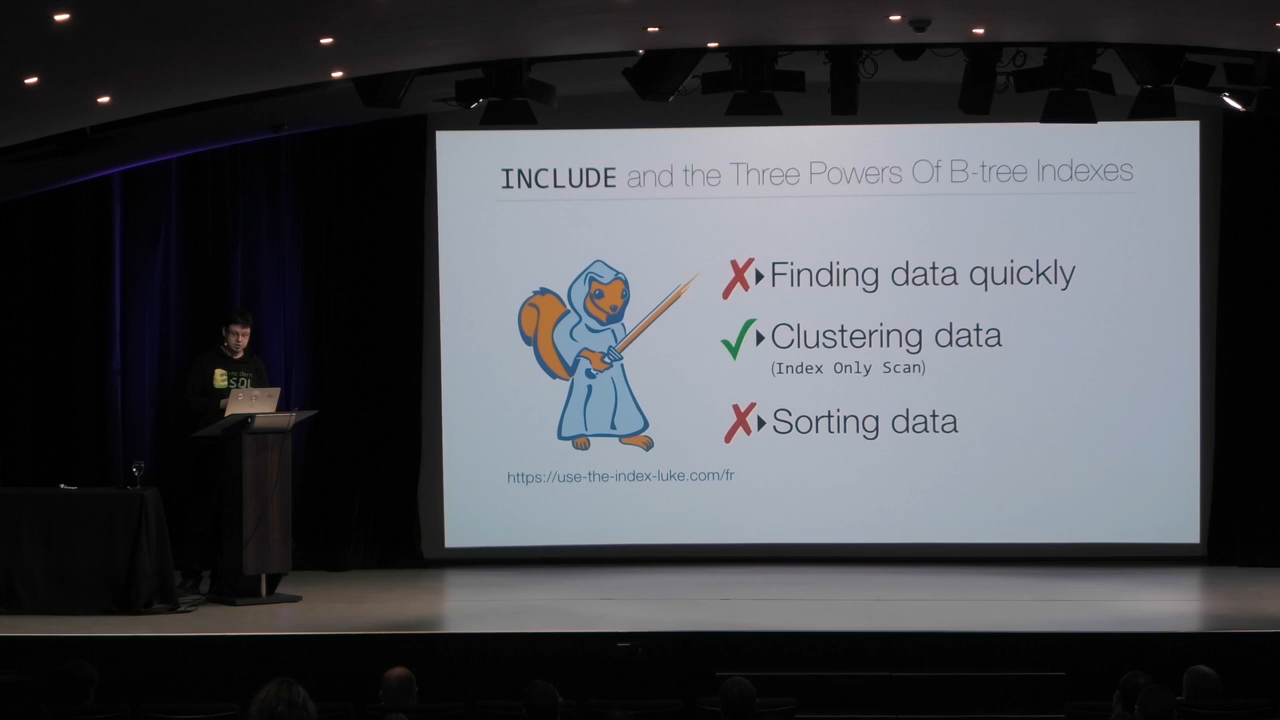 INCLUDE and the Three Powers Of B-tree Indexes
Finding data quickly
Clustering data
(Index Only Scan)
Sorting data
https://use-the-index-luke.com/fr
SQL